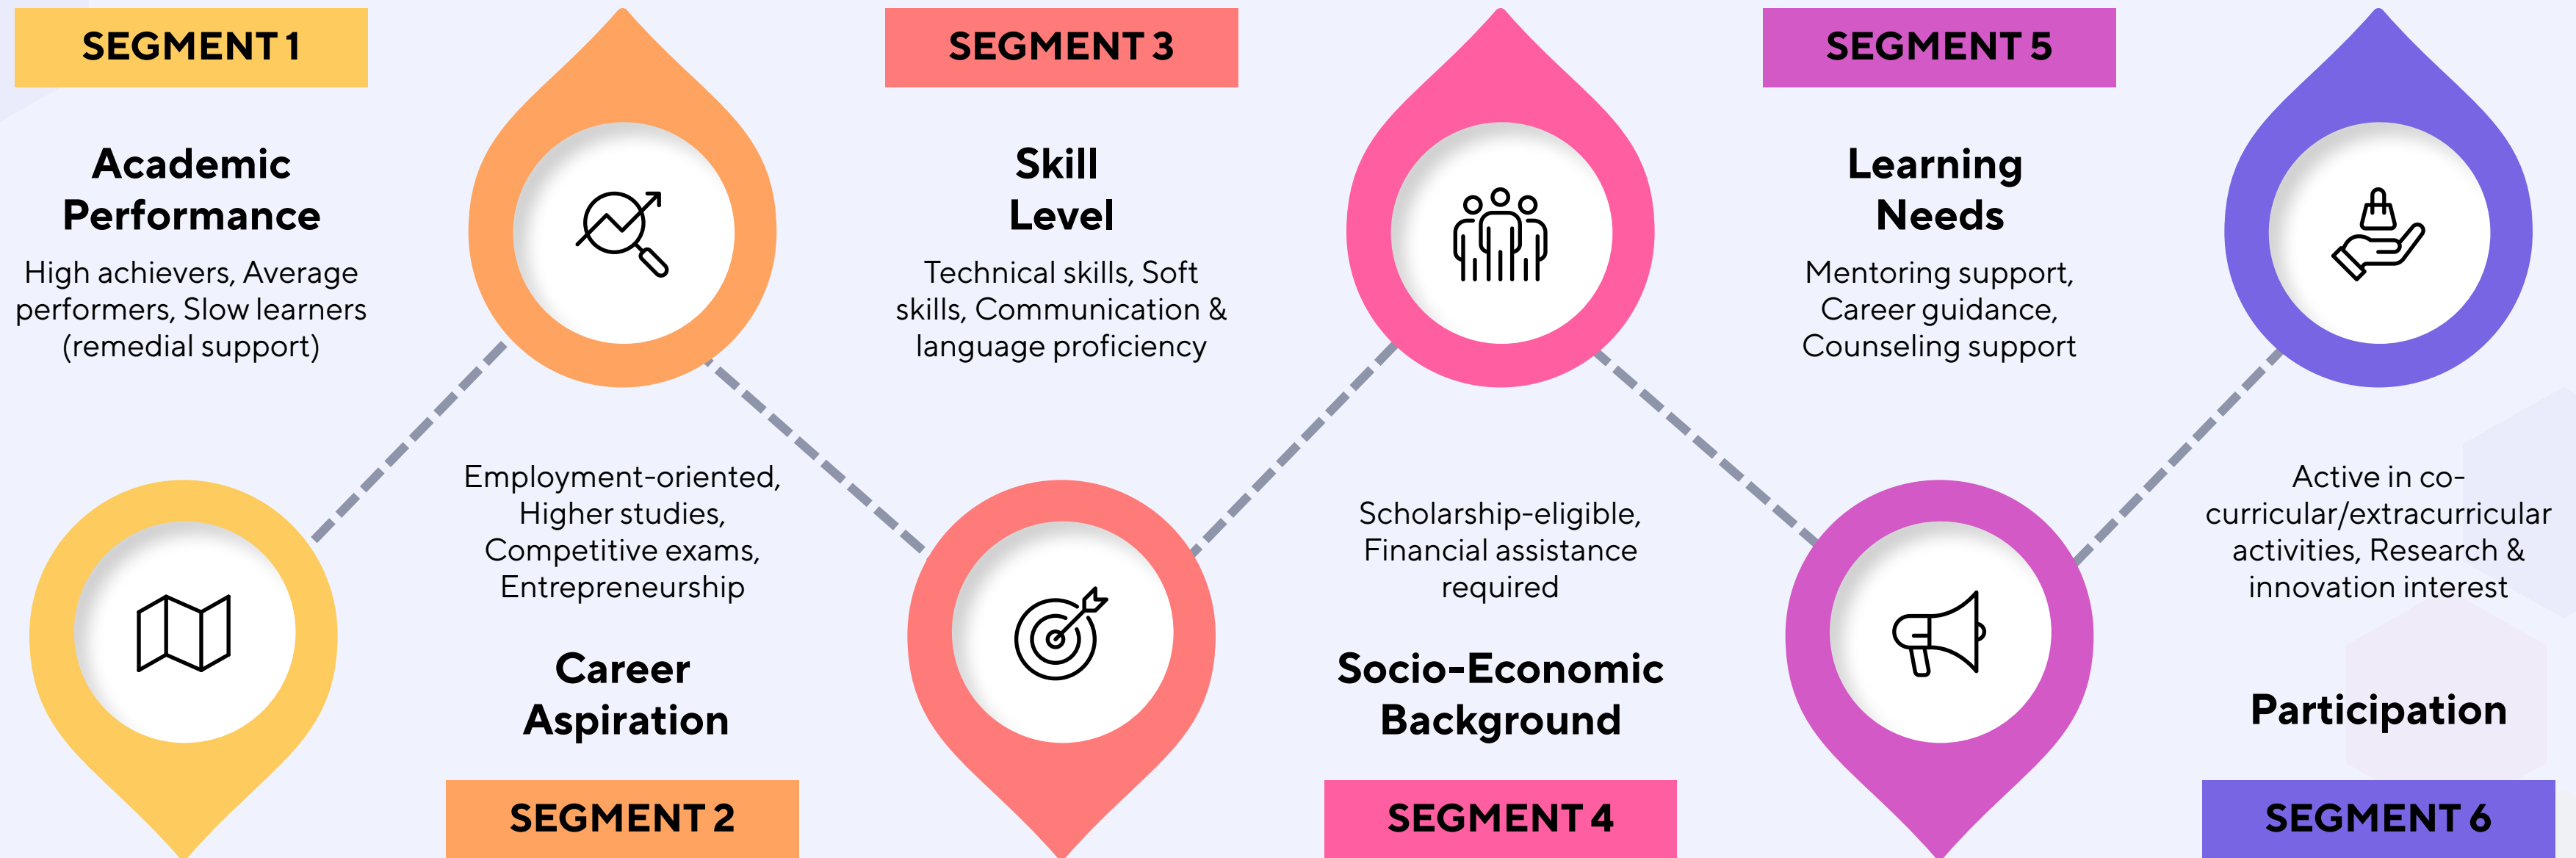 SEGMENT 1
Academic
Performance
High achievers, Average
performers, Slow learners
(remedial support)
Employment-oriented,
Higher studies,
Competitive exams,
Entrepreneurship
Career
Aspiration
SEGMENT 2
SEGMENT 3
Skill
Level
Technical skills, Soft
skills, Communication &
language proficiency
Scholarship-eligible,
Financial assistance
required
Socio-Economic
Background
SEGMENT 4
SEGMENT 5
Learning
Needs
Mentoring support,
Career guidance,
Counseling support
Active in co-
curricular/extracurricular
activities, Research &
innovation interest
Participation
SEGMENT 6